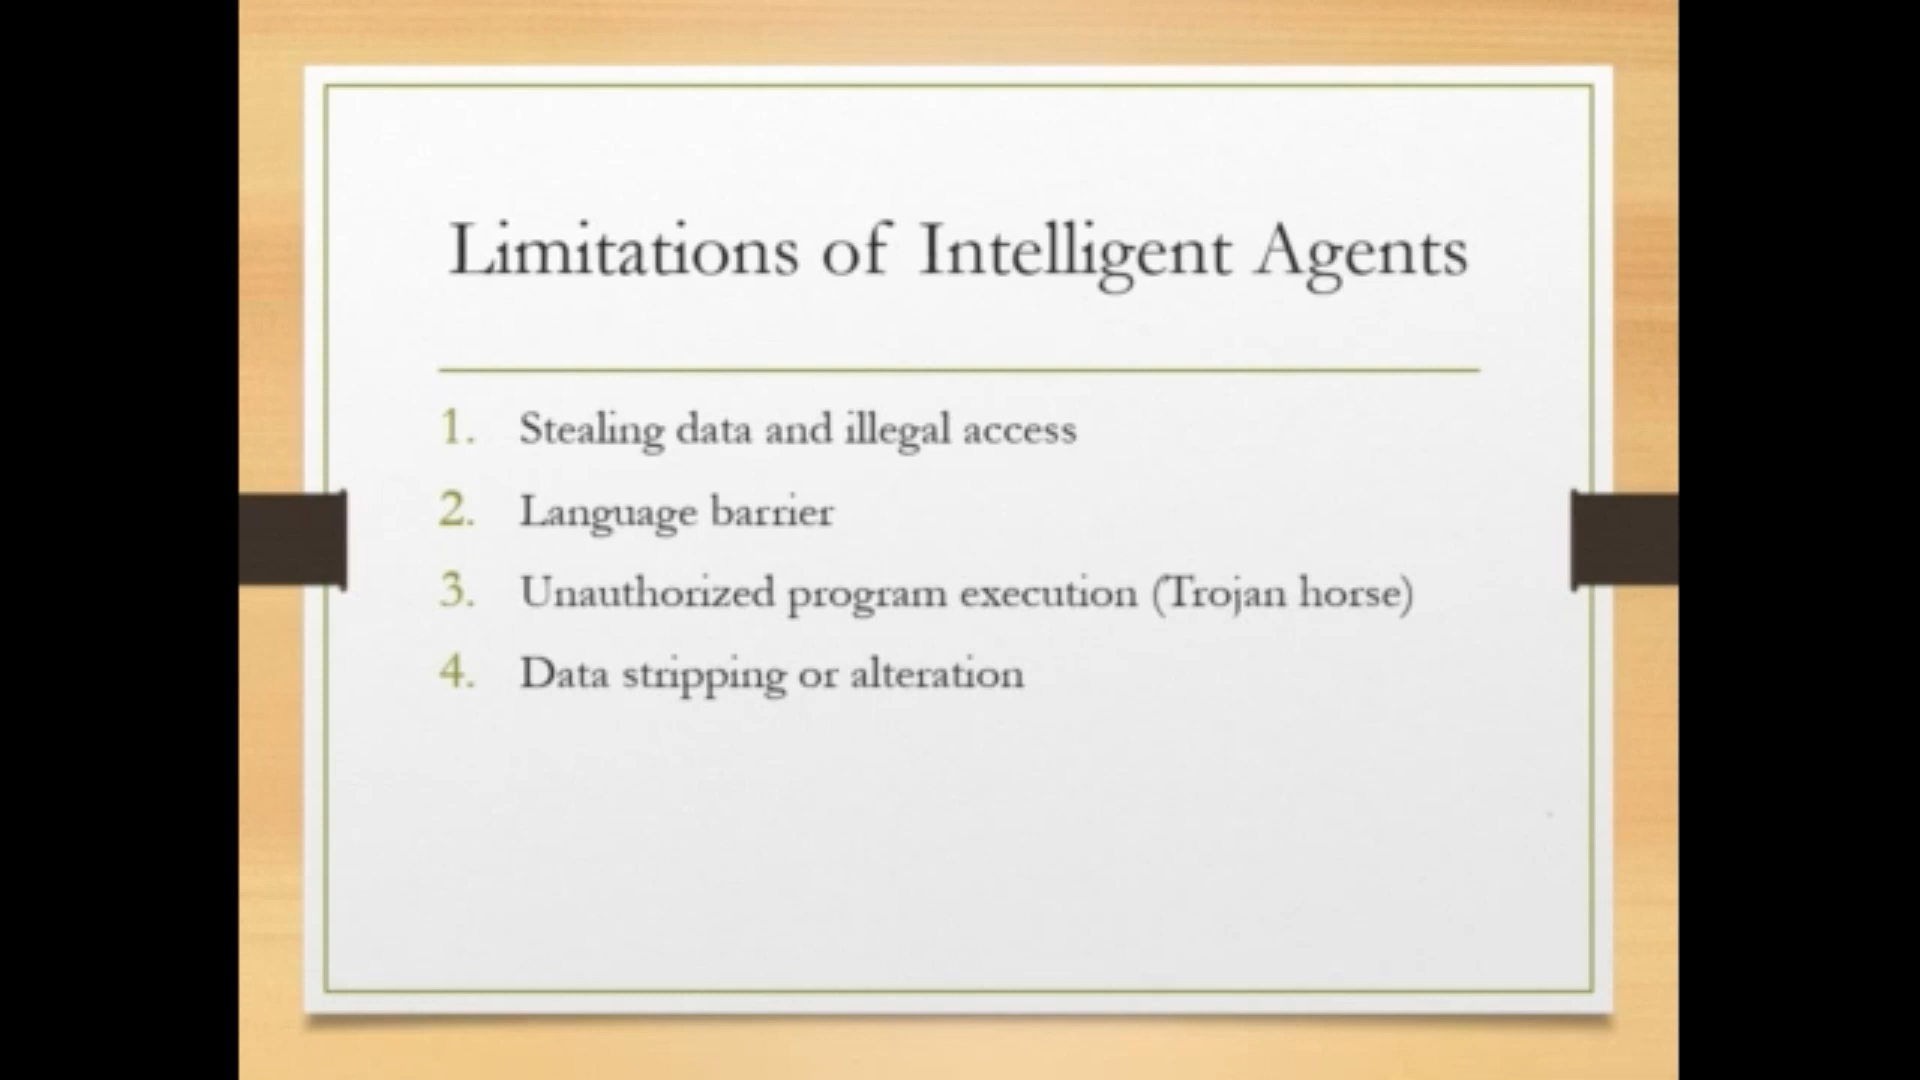 Limitations of Intelligent Agents
1. Stealing data and illegal access
2. Language barrier
3. Unauthorized program execution (Trojan horse)
4. Data stripping or alteration